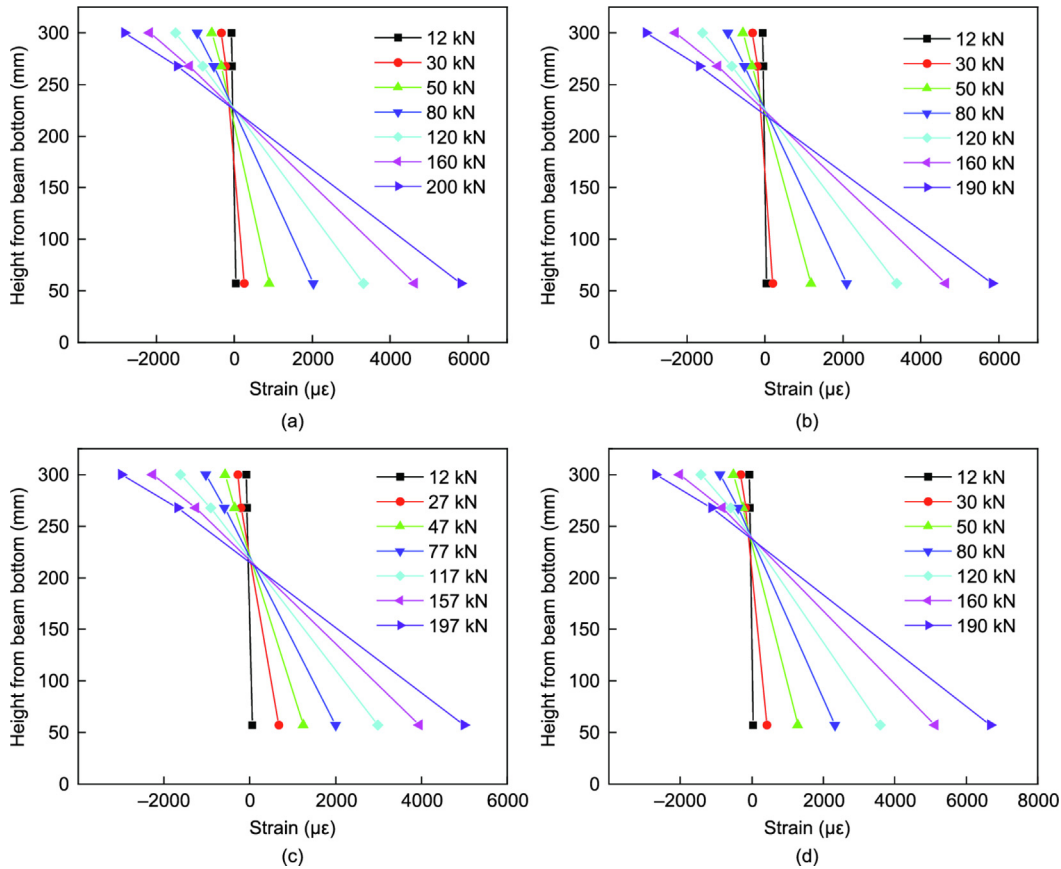 300
250
200
150
100
50
0
Height from beam bottom (mm)
12 kN
30 kN
50 kN
80 kN
120 kN
160 kN
200 kN
–2000 0 2000 4000 6000
Strain (με)
(a)
300
250
200
150
100
50
0
Height from beam bottom (mm)
12 kN
30 kN
50 kN
80 kN
120 kN
160 kN
190 kN
–2000 0 2000 4000 6000
Strain (με)
(b)
300
250
200
150
100
50
0
Height from beam bottom (mm)
12 kN
27 kN
47 kN
77 kN
117 kN
157 kN
197 kN
–2000 0 2000 4000 6000
Strain (με)
(c)
300
250
200
150
100
50
0
Height from beam bottom (mm)
12 kN
30 kN
50 kN
80 kN
120 kN
160 kN
190 kN
–2000 0 2000 4000 6000 8000
Strain (με)
(d)